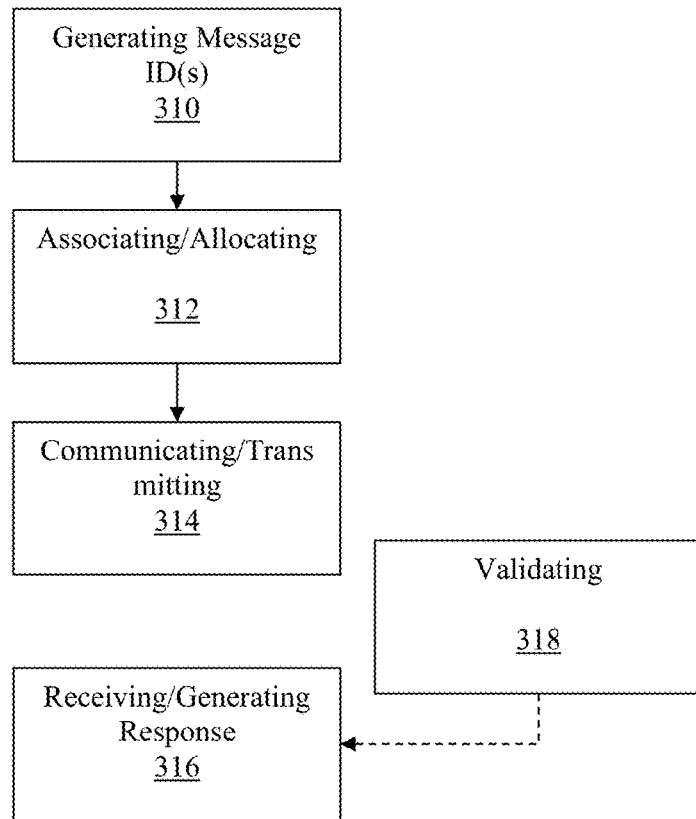 Generating Message
ID(s)
310
Associating/Allocating
312
Communicating/Trans
mitting
314
Validating
318
Receiving/Generating
Response
316